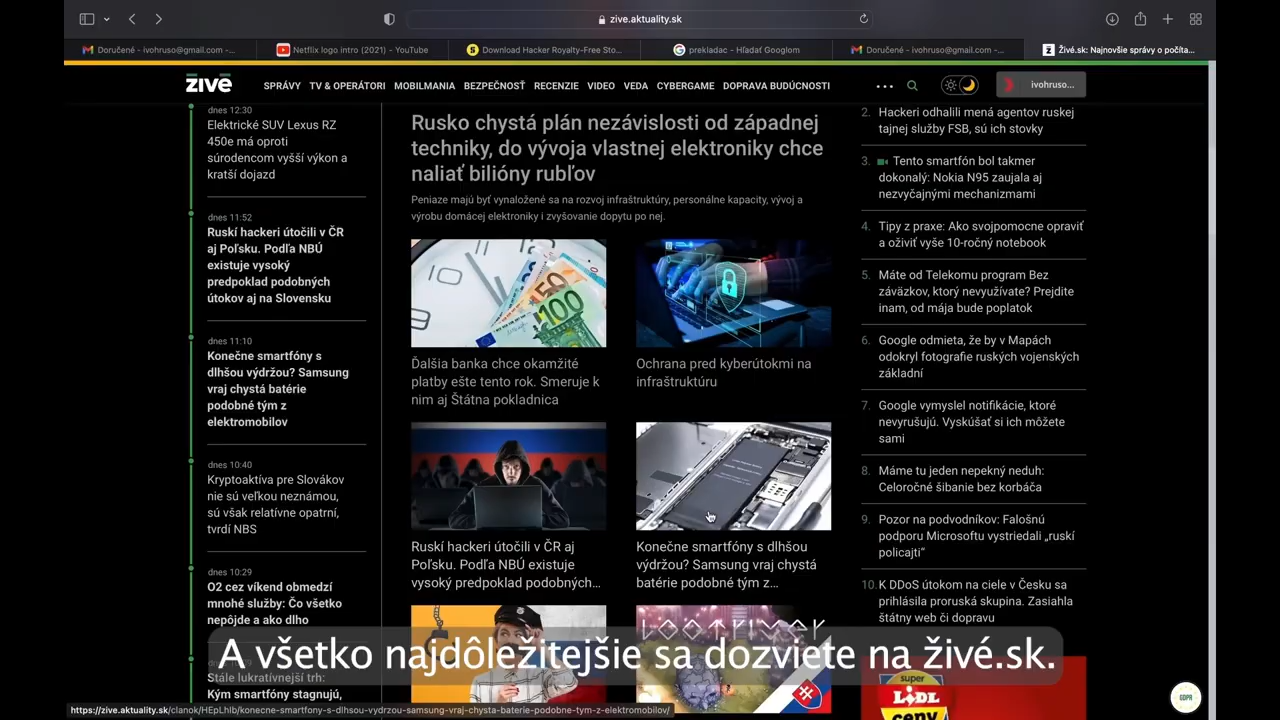 zive.aktuality.sk
Doručené - ivohruso@gmail.com -...
Netflix logo intro (2021) - YouTube
Download Hacker Royalty-Free Sto...
prekladac - Hľadať Googlom
Doručené - ivohruso@gmail.com -...
Živé.sk: Najnovšie správy o počíta...
živé
SPRÁVY TV & OPERÁTORI MOBILMANIA BEZPEČNOSŤ RECENZIE VIDEO VEDA CYBERGAME DOPRAVA BUDÚCNOSTI
ivohruso...
dnes 12:30
Elektrické SUV Lexus RZ
450e má oproti
súrodencom vyšší výkon a
kratší dojazd
dnes 11:52
Ruskí hackeri útočili v ČR
aj Poľsku. Podľa NBÚ
existuje vysoký
predpoklad podobných
útokov aj na Slovensku
dnes 11:10
Konečne smartfóny s
dlhšou výdržou? Samsung
vraj chystá batérie
podobné tým z
elektromobilov
dnes 10:40
Kryptoaktíva pre Slovákov
nie sú veľkou neznámou,
sú však relatívne opatrní,
tvrdí NBS
dnes 10:29
O2 cez víkend obmedzí
mnohé služby: Čo všetko
nepôjde a ako dlho
Stále lukratívnejší trh:
Kým smartfóny stagnujú,
Rusko chystá plán nezávislosti od západnej
techniky, do vývoja vlastnej elektroniky chce
naliať bilióny rubľov
Peniaze majú byť vynaložené sa na rozvoj infraštruktúry, personálne kapacity, vývoj a
výrobu domácej elektroniky i zvyšovanie dopytu po nej.
100
Ďalšia banka chce okamžité
platby ešte tento rok. Smeruje k
nim aj Štátna pokladnica
Ochrana pred kyberútokmi na
infraštruktúru
Ruskí hackeri útočili v ČR aj
Poľsku. Podľa NBÚ existuje
vysoký predpoklad podobných...
Konečne smartfóny s dlhšou
výdržou? Samsung vraj chystá
batérie podobné tým z...
2. Hackeri odhalili mená agentov ruskej
tajnej služby FSB, sú ich stovky
3. Tento smartfón bol takmer
dokonalý: Nokia N95 zaujala aj
nezvyčajnými mechanizmami
4. Tipy z praxe: Ako svojpomocne opraviť
a oživiť vyše 10-ročný notebook
5. Máte od Telekomu program Bez
záväzkov, ktorý nevyužívate? Prejdite
inam, od mája bude poplatok
6. Google odmieta, že by v Mapách
odokryl fotografie ruských vojenských
základní
7. Google vymyslel notifikácie, ktoré
nevyrušujú. Vyskúšať si ich môžete
sami
8. Máme tu jeden nepekný neduh:
Celoročné šibanie bez korbáča
9. Pozor na podvodníkov: Falošnú
podporu Microsoftu vystriedali „ruskí
policajti“
10. K DDoS útokom na ciele v Česku sa
prihlásila proruská skupina. Zasiahla
štátny web či dopravu
super
LIDL
ceny
GDPR
A všetko najdôležitejšie sa dozviete na živé.sk.
https://zive.aktuality.sk/clanok/HEpLhlb/konecne-smartfony-s-dlhsou-vydrzou-samsung-vraj-chysta-baterie-podobne-tym-z-elektromobilov/